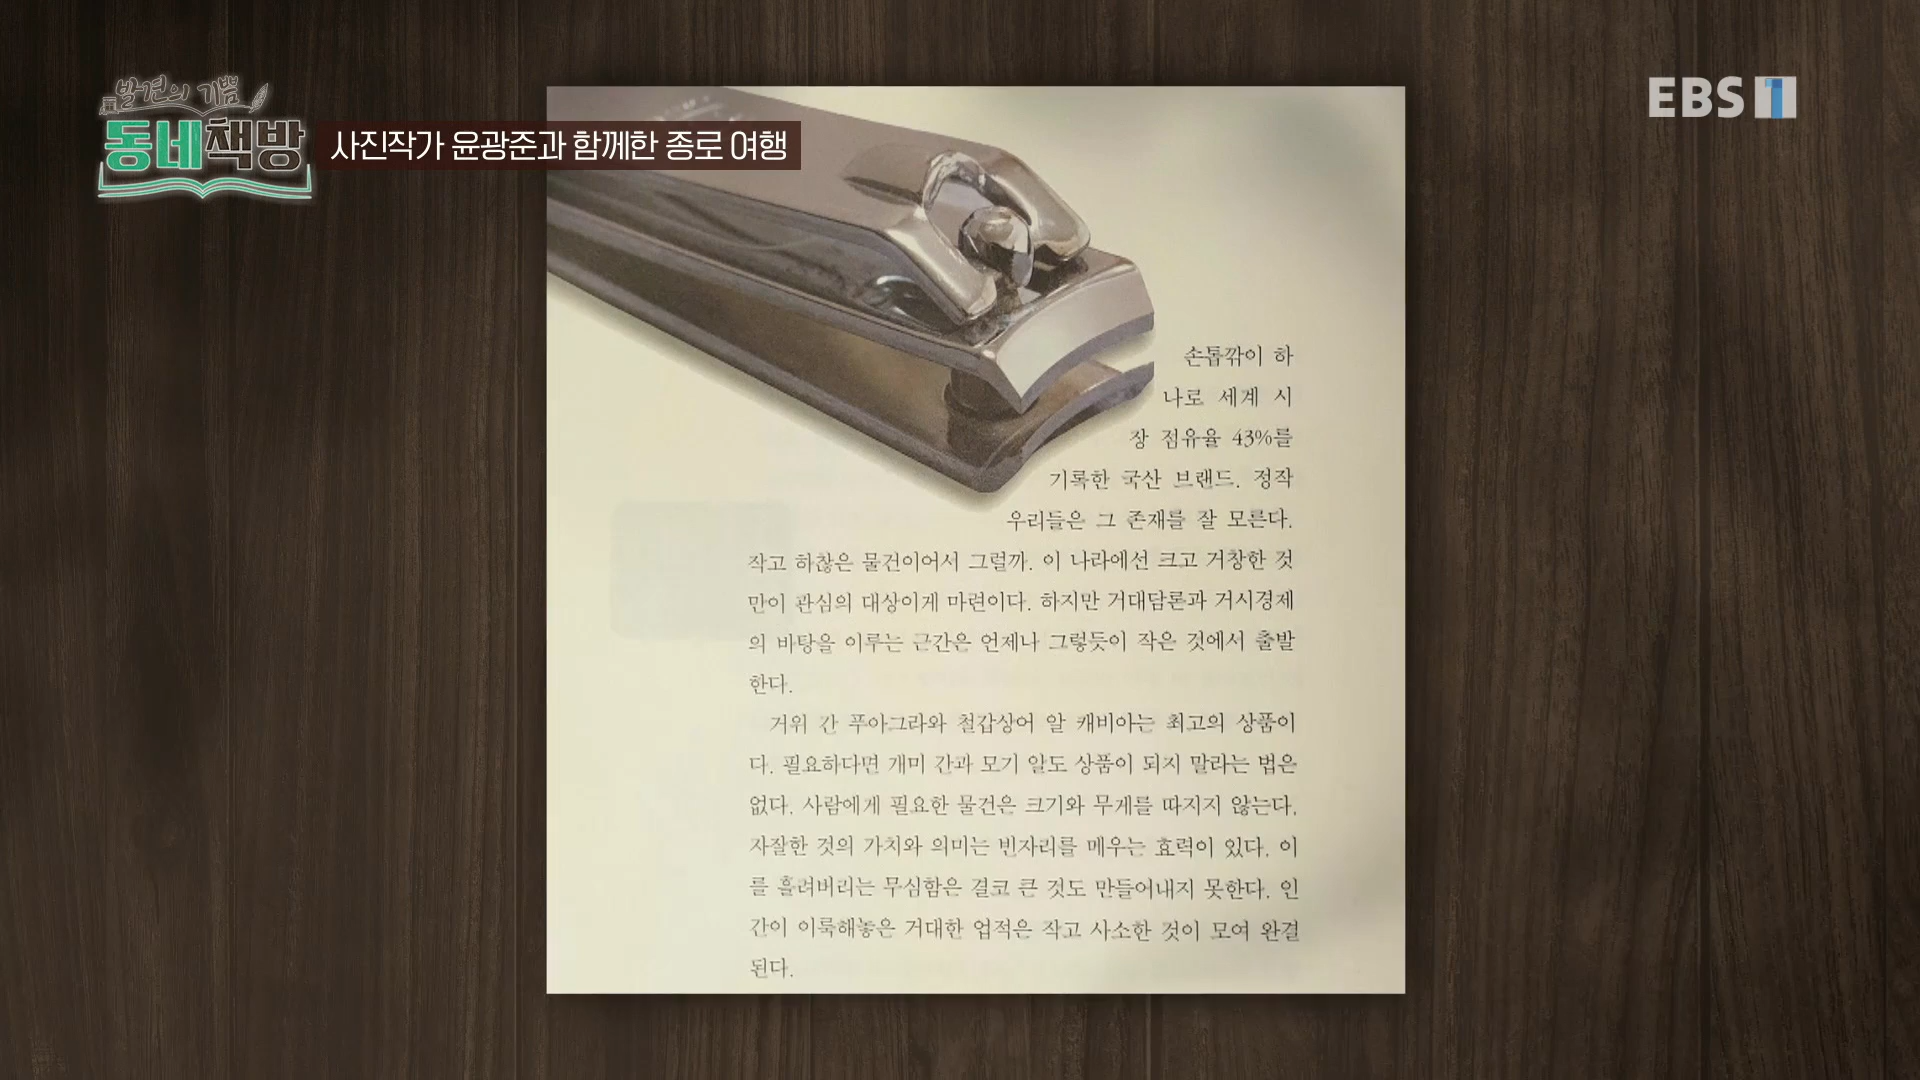 발견의 기쁨
동네책방
사진작가 윤광준과 함께한 종로 여행
EBS 1
손톱깎이 하
나로 세계 시
장 점유율 43%를
기록한 국산 브랜드. 정작
우리들은 그 존재를 잘 모른다.
작고 하찮은 물건이어서 그럴까. 이 나라에선 크고 거창한 것
만이 관심의 대상이게 마련이다. 하지만 거대담론과 거시경제
의 바탕을 이루는 근간은 언제나 그렇듯이 작은 것에서 출발
한다.
거위 간 푸아그라와 철갑상어 알 캐비아는 최고의 상품이
다. 필요하다면 개미 간과 모기 알도 상품이 되지 말라는 법은
없다. 사람에게 필요한 물건은 크기와 무게를 따지지 않는다.
자잘한 것의 가치와 의미는 빈자리를 메우는 효력이 있다. 이
를 흘려버리는 무심함은 결코 큰 것도 만들어내지 못한다. 인
간이 이룩해놓은 거대한 업적은 작고 사소한 것이 모여 완결
된다.